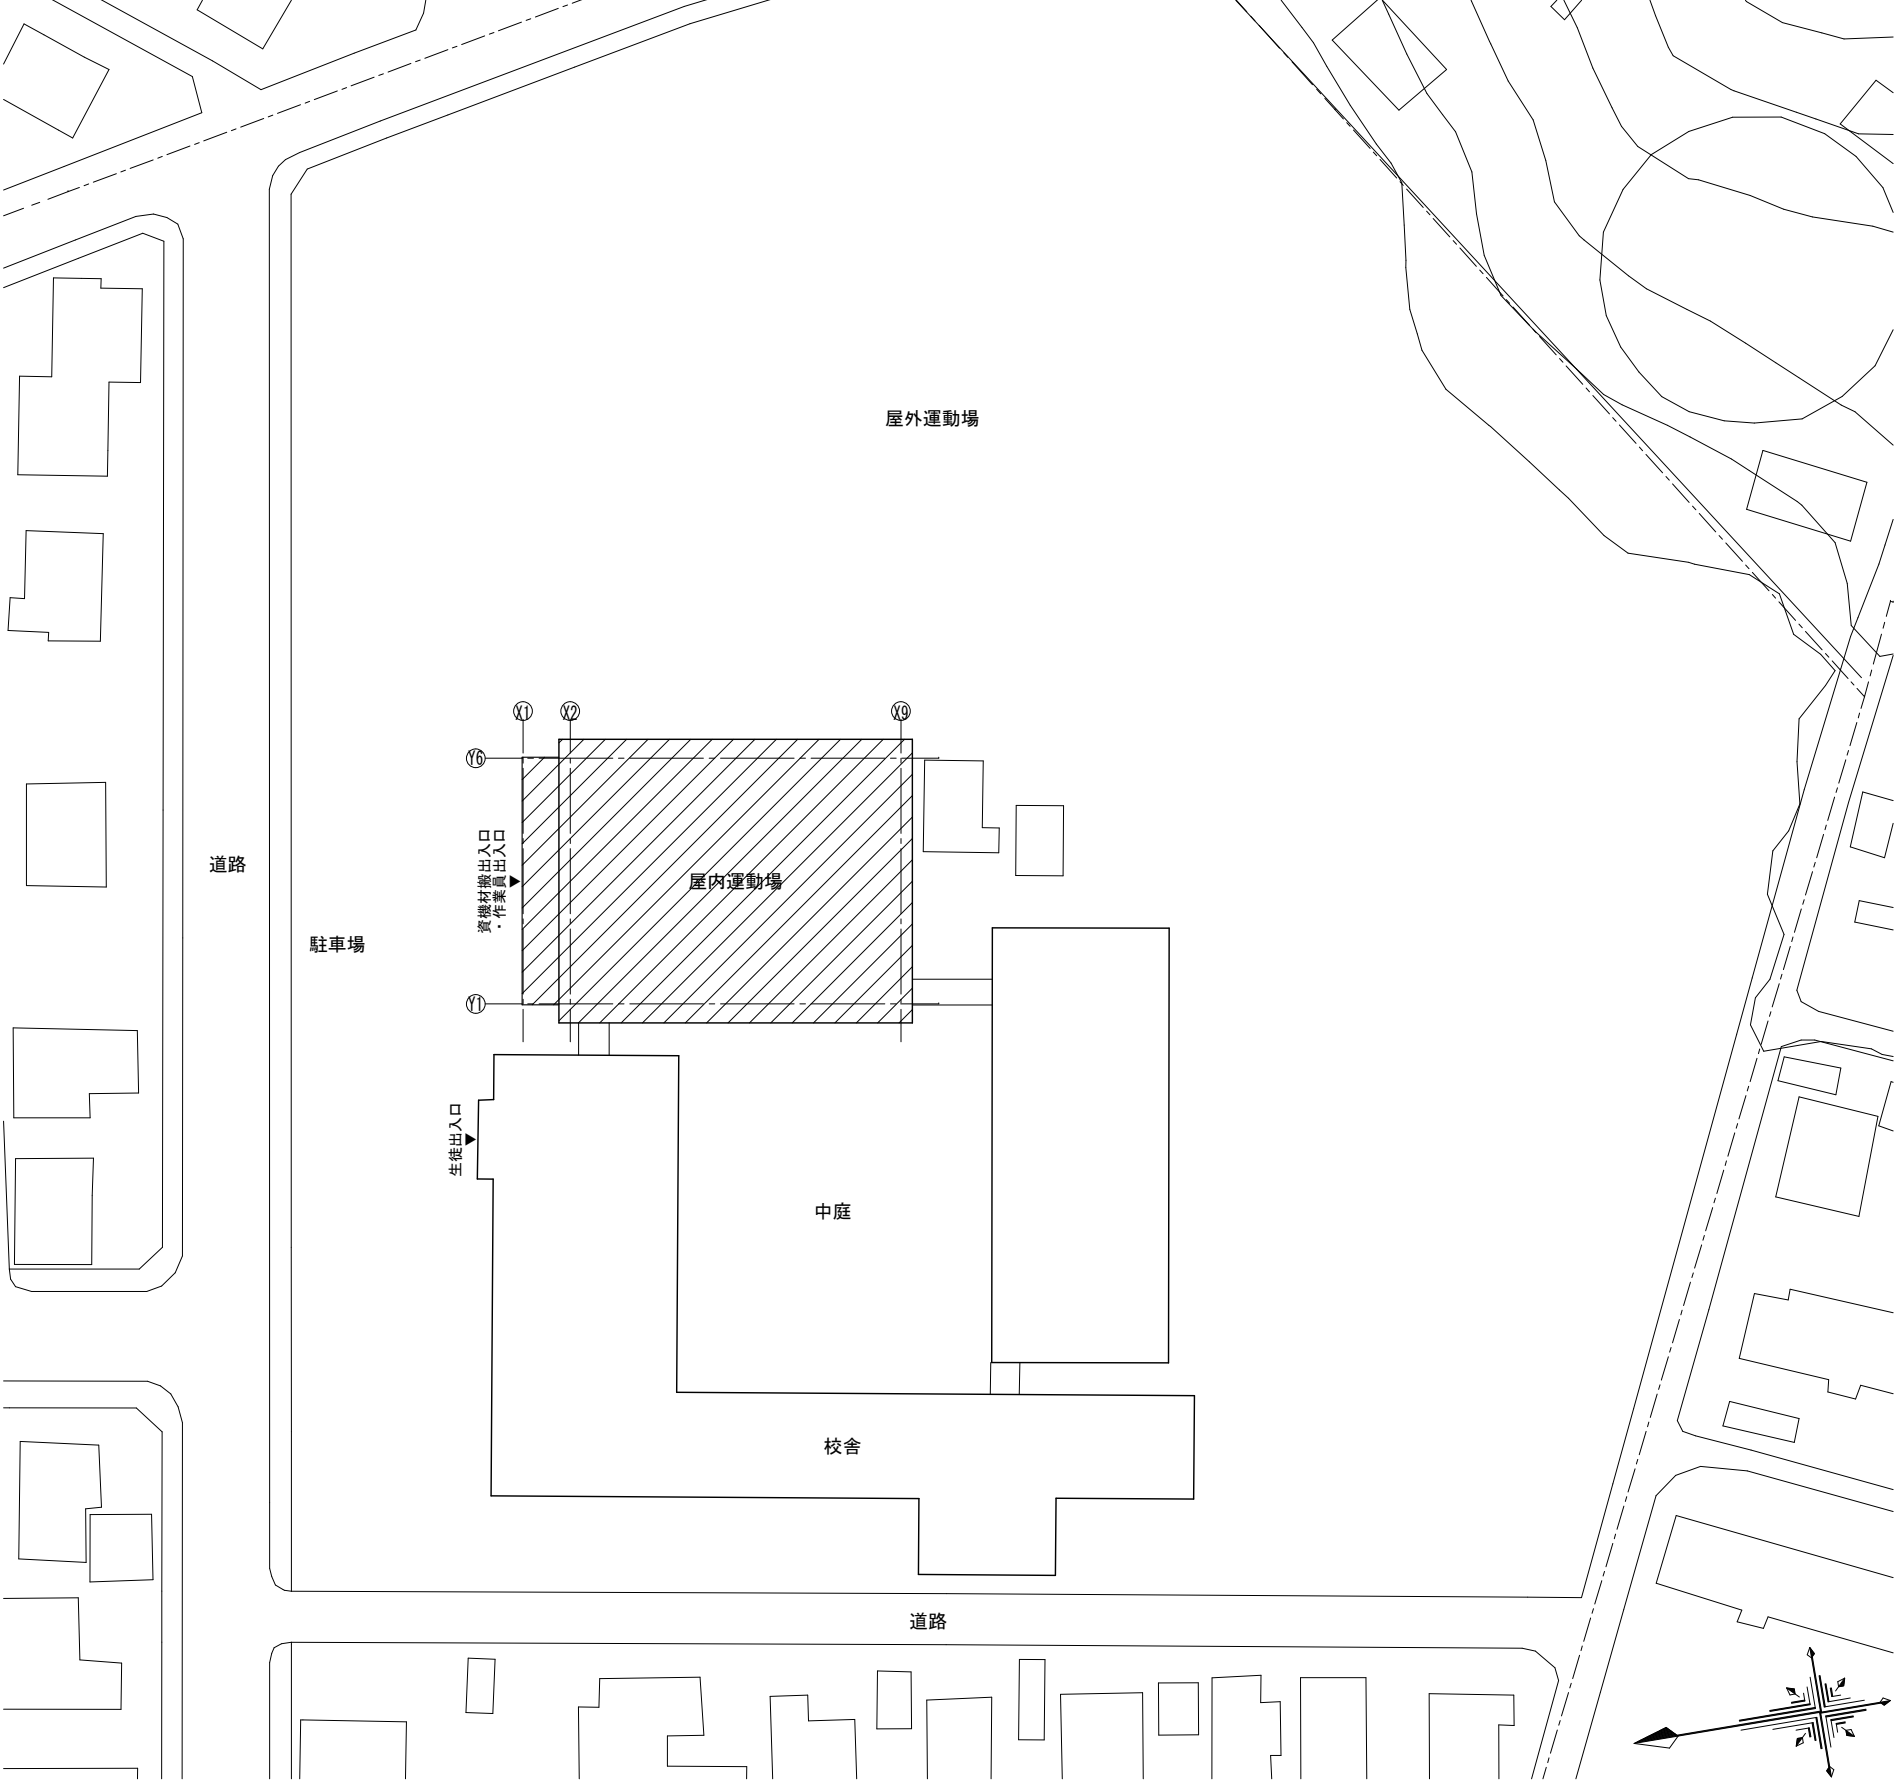 屋外運動場
X1
X2
X9
Y6
資機材搬出入口
・作業員出入口
屋内運動場
道路
駐車場
Y1
生徒出入口
中庭
校舎
道路